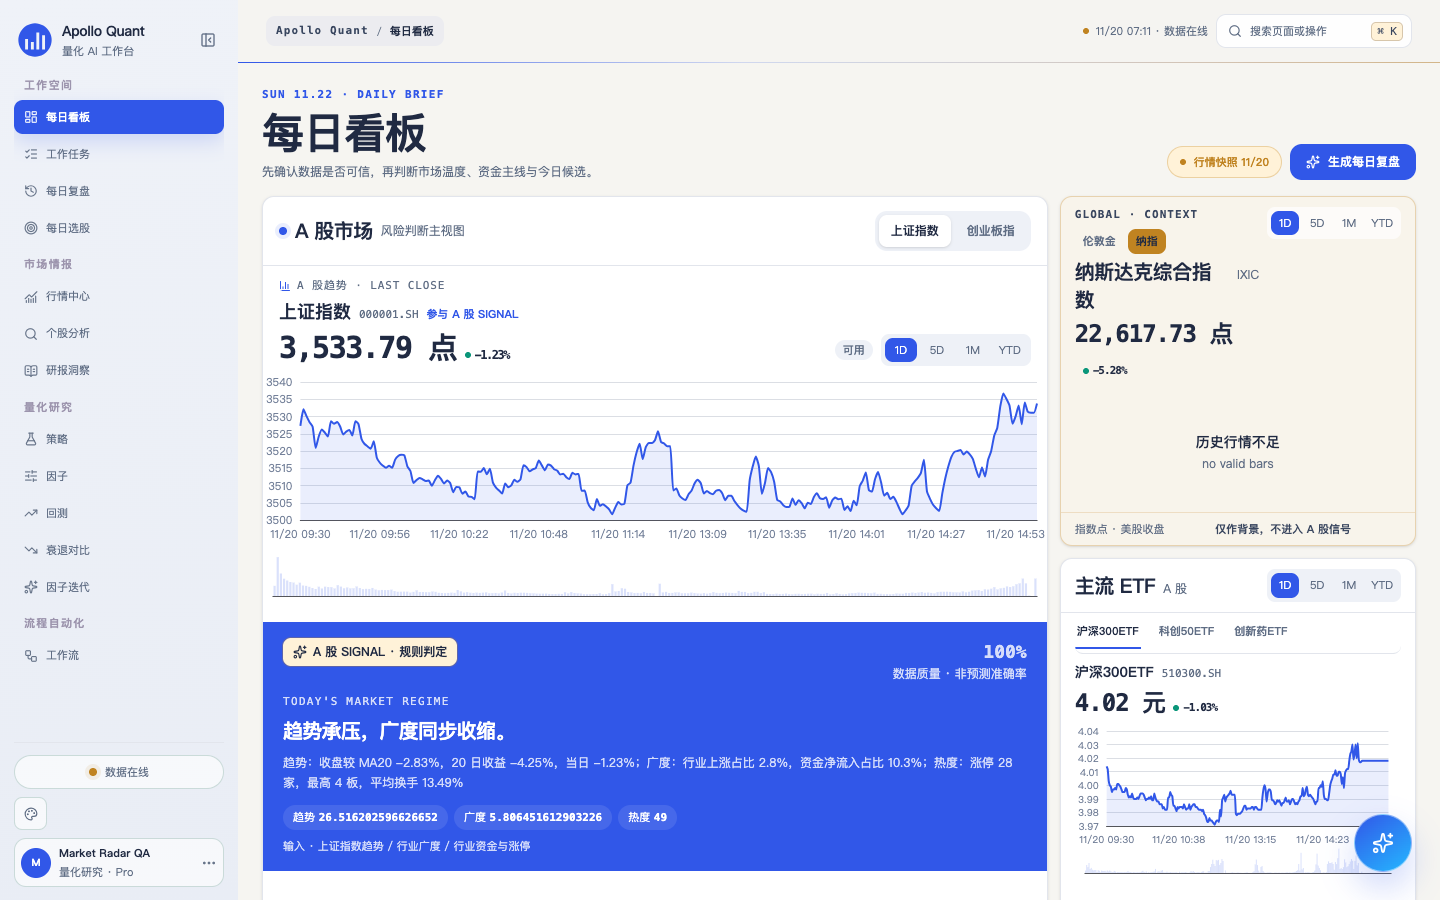 Apollo Quant
量化 AI 工作台
工作空间
每日看板
工作任务
每日复盘
每日选股
市场情报
行情中心
个股分析
研报洞察
量化研究
策略
因子
回测
衰退对比
因子迭代
流程自动化
工作流
数据在线
M
Market Radar QA
量化研究 · Pro
Apollo Quant / 每日看板
11/20 07:11 · 数据在线
搜索页面或操作
⌘ K
SUN 11.22 · DAILY BRIEF
每日看板
先确认数据是否可信，再判断市场温度、资金主线与今日候选。
行情快照 11/20
生成每日复盘
A 股市场 风险判断主视图
上证指数 创业板指
A 股趋势 · LAST CLOSE
上证指数 000001.SH 参与 A 股 SIGNAL
3,533.79 点 −1.23%
可用 1D 5D 1M YTD
3540
3535
3530
3525
3520
3515
3510
3505
3500
11/20 09:30 11/20 09:56 11/20 10:22 11/20 10:48 11/20 11:14 11/20 13:09 11/20 13:35 11/20 14:01 11/20 14:27 11/20 14:53
A 股 SIGNAL · 规则判定
100%
数据质量 · 非预测准确率
TODAY'S MARKET REGIME
趋势承压，广度同步收缩。
趋势：收盘较 MA20 −2.83%，20 日收益 −4.25%，当日 −1.23%；广度：行业上涨占比 2.8%，资金净流入占比 10.3%；热度：涨停 28
家，最高 4 板，平均换手 13.49%
趋势 26.516202596626652 广度 5.806451612903226 热度 49
输入 · 上证指数趋势 / 行业广度 / 行业资金与涨停
GLOBAL · CONTEXT
1D 5D 1M YTD
伦敦金 纳指
纳斯达克综合指
数
IXIC
22,617.73 点
−5.28%
历史行情不足
no valid bars
指数点 · 美股收盘 仅作背景，不进入 A 股信号
主流 ETF A 股
1D 5D 1M YTD
沪深300ETF 科创50ETF 创新药ETF
沪深300ETF 510300.SH
4.02 元 −1.03%
4.04
4.03
4.02
4.01
4.00
3.99
3.98
3.97
11/20 09:30 11/20 10:38 11/20 13:15 11/20 14:23